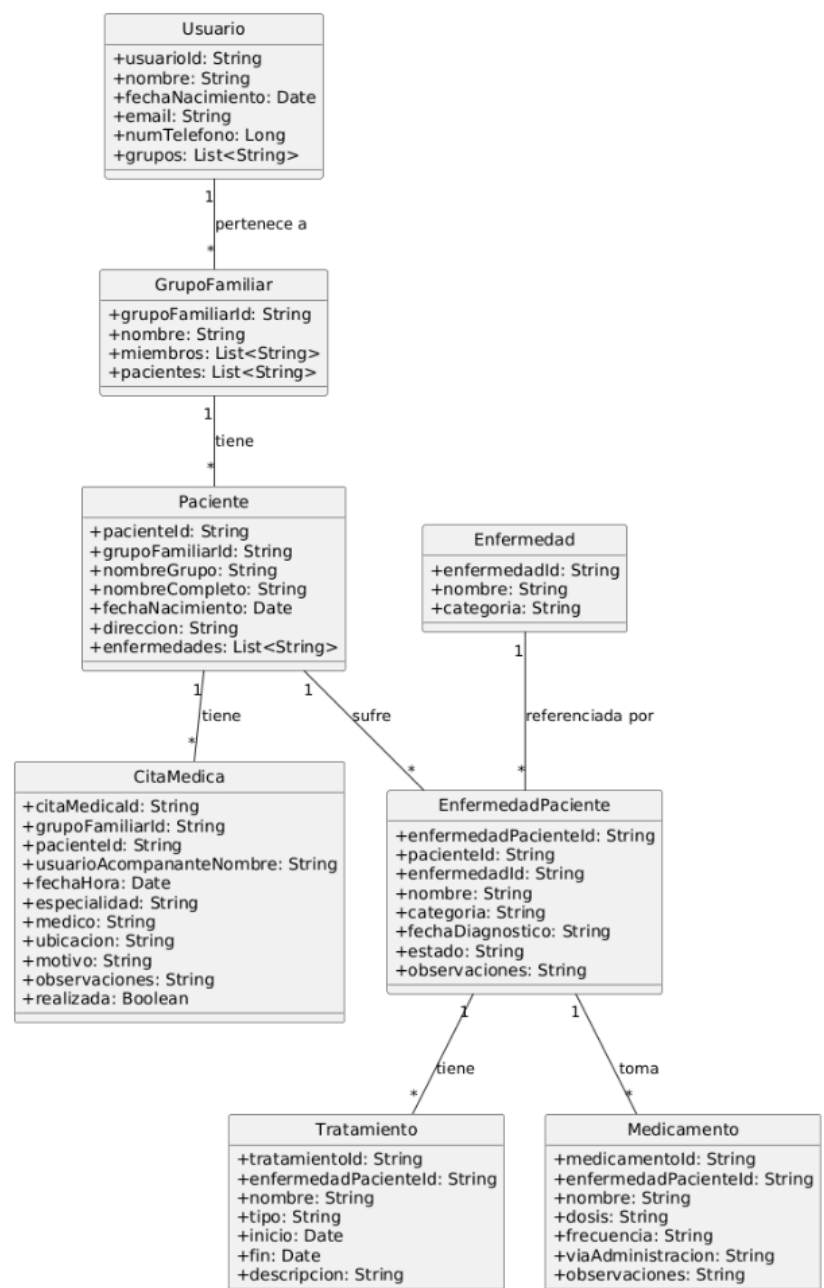 Usuario
+usuarioId: String
+nombre: String
+fechaNacimiento: Date
+email: String
+numTelefono: Long
+grupos: List<String>
1
pertenece a
*
GrupoFamiliar
+grupoFamiliarId: String
+nombre: String
+miembros: List<String>
+pacientes: List<String>
1
tiene
*
Paciente
+pacienteId: String
+grupoFamiliarId: String
+nombreGrupo: String
+nombreCompleto: String
+fechaNacimiento: Date
+direccion: String
+enfermedades: List<String>
Enfermedad
+enfermedadId: String
+nombre: String
+categoria: String
1
tiene
*
1
sufre
*
1
referenciada por
*
CitaMedica
+citaMedicaId: String
+grupoFamiliarId: String
+pacienteId: String
+usuarioAcompananteNombre: String
+fechaHora: Date
+especialidad: String
+medico: String
+ubicacion: String
+motivo: String
+observaciones: String
+realizada: Boolean
EnfermedadPaciente
+enfermedadPacienteId: String
+pacienteId: String
+enfermedadId: String
+nombre: String
+categoria: String
+fechaDiagnostico: String
+estado: String
+observaciones: String
1
tiene
*
1
toma
*
Tratamiento
+tratamientoId: String
+enfermedadPacienteId: String
+nombre: String
+tipo: String
+inicio: Date
+fin: Date
+descripcion: String
Medicamento
+medicamentoId: String
+enfermedadPacienteId: String
+nombre: String
+dosis: String
+frecuencia: String
+viaAdministracion: String
+observaciones: String